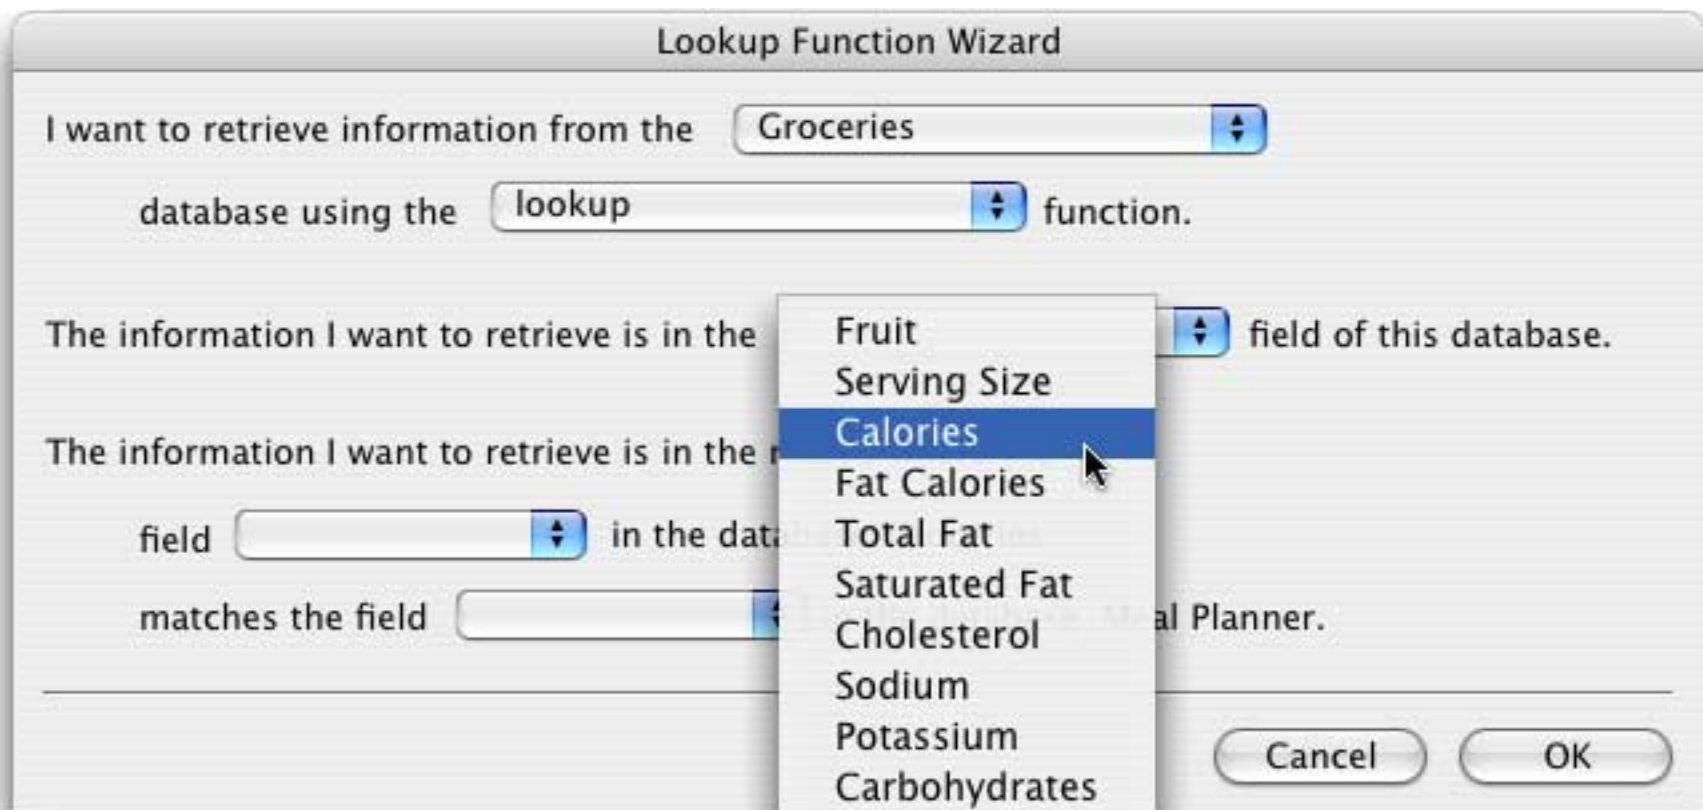 Lookup Function Wizard
I want to retrieve information from the Groceries
database using the lookup function.
The information I want to retrieve is in the field of this database.
Fruit
Serving Size
Calories
Fat Calories
Total Fat
Saturated Fat
Cholesterol
Sodium
Potassium
Carbohydrates
The information I want to retrieve is in the
field in the
matches the field Planner.
Cancel OK